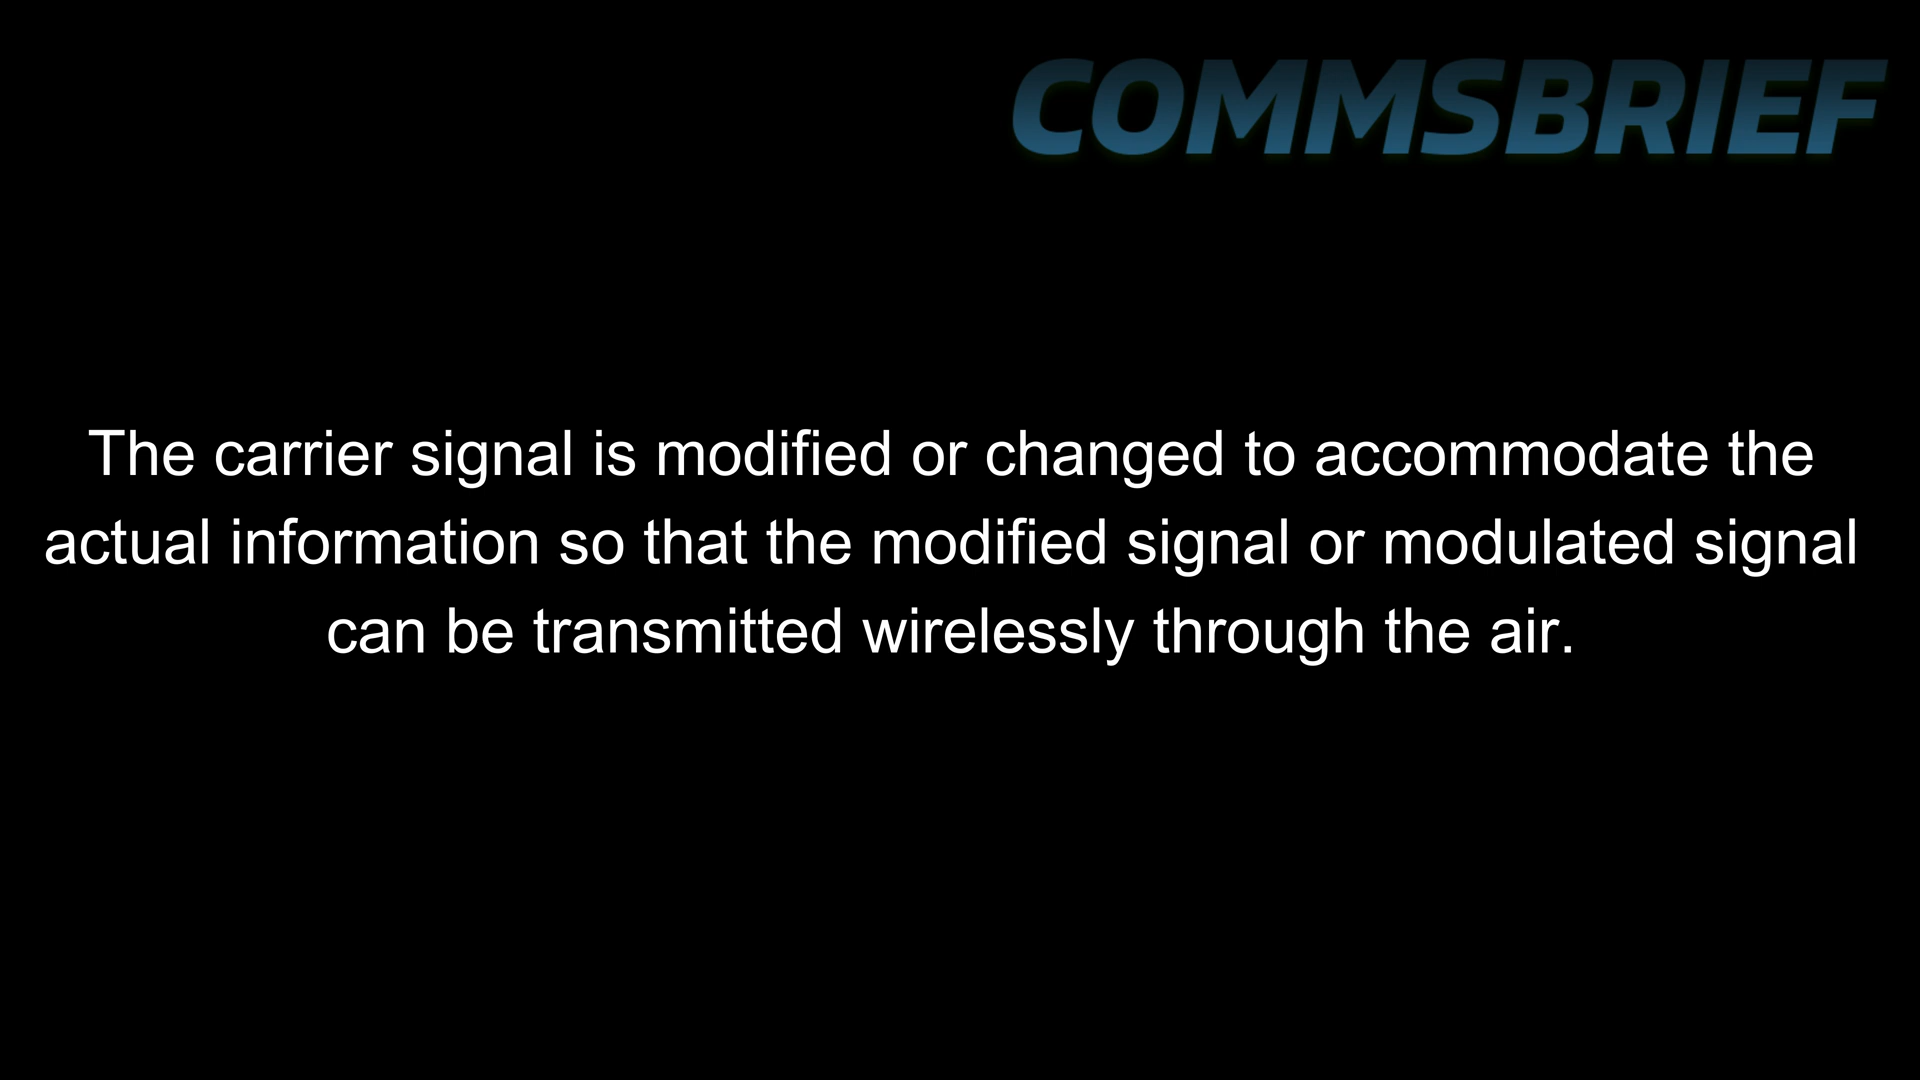 COMMSBRIEF
The carrier signal is modified or changed to accommodate the
actual information so that the modified signal or modulated signal
can be transmitted wirelessly through the air.